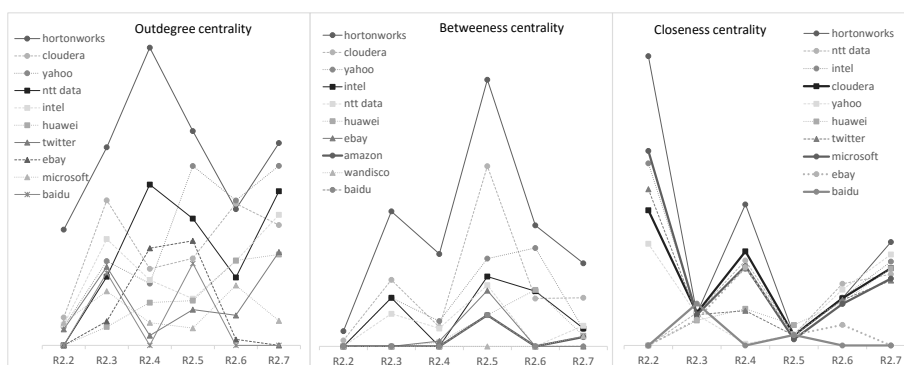 Outdegree centrality
hortonworks
cloudera
yahoo
ntt data
intel
huawei
twitter
ebay
microsoft
baidu
R2.2 R2.3 R2.4 R2.5 R2.6 R2.7
Betweeness centrality
hortonworks
cloudera
yahoo
intel
ntt data
huawei
ebay
amazon
wandisco
baidu
R2.2 R2.3 R2.4 R2.5 R2.6 R2.7
Closeness centrality
hortonworks
ntt data
intel
cloudera
yahoo
huawei
twitter
microsoft
ebay
baidu
R2.2 R2.3 R2.4 R2.5 R2.6 R2.7